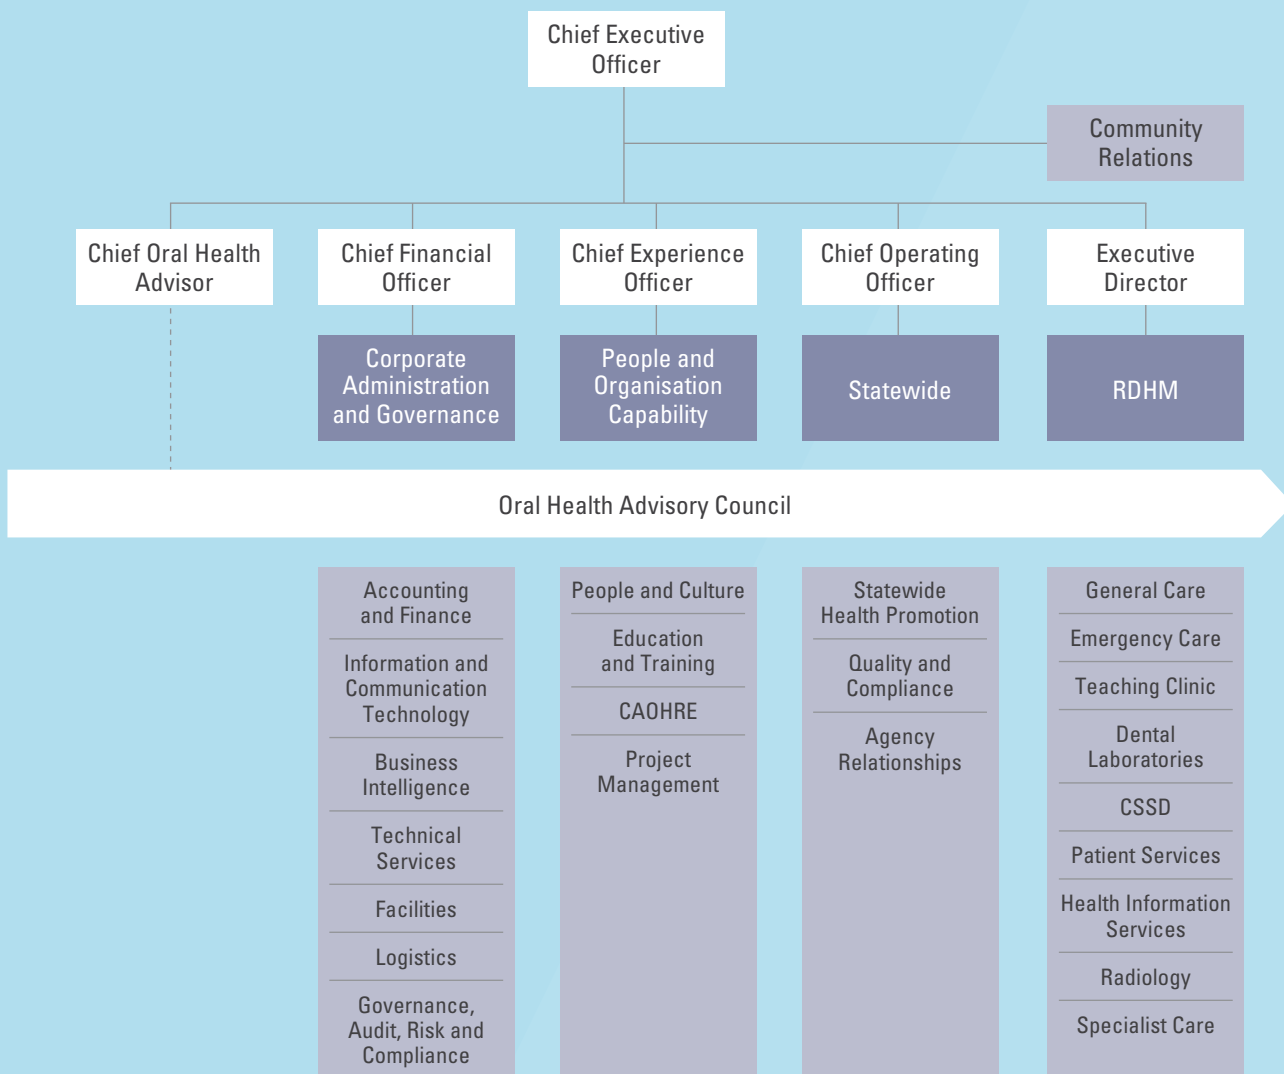 Chief Executive
Officer
Community
Relations
Chief Oral Health
Advisor
Chief Financial
Officer
Chief Experience
Officer
Chief Operating
Officer
Executive
Director
Corporate
Administration
and Governance
People and
Organisation
Capability
Statewide
RDHM
Oral Health Advisory Council
Accounting
and Finance
Information and
Communication
Technology
Business
Intelligence
Technical
Services
Facilities
Logistics
Governance,
Audit, Risk and
Compliance
People and Culture
Education
and Training
CAOHRE
Project
Management
Statewide
Health Promotion
Quality and
Compliance
Agency
Relationships
General Care
Emergency Care
Teaching Clinic
Dental
Laboratories
CSSD
Patient Services
Health Information
Services
Radiology
Specialist Care